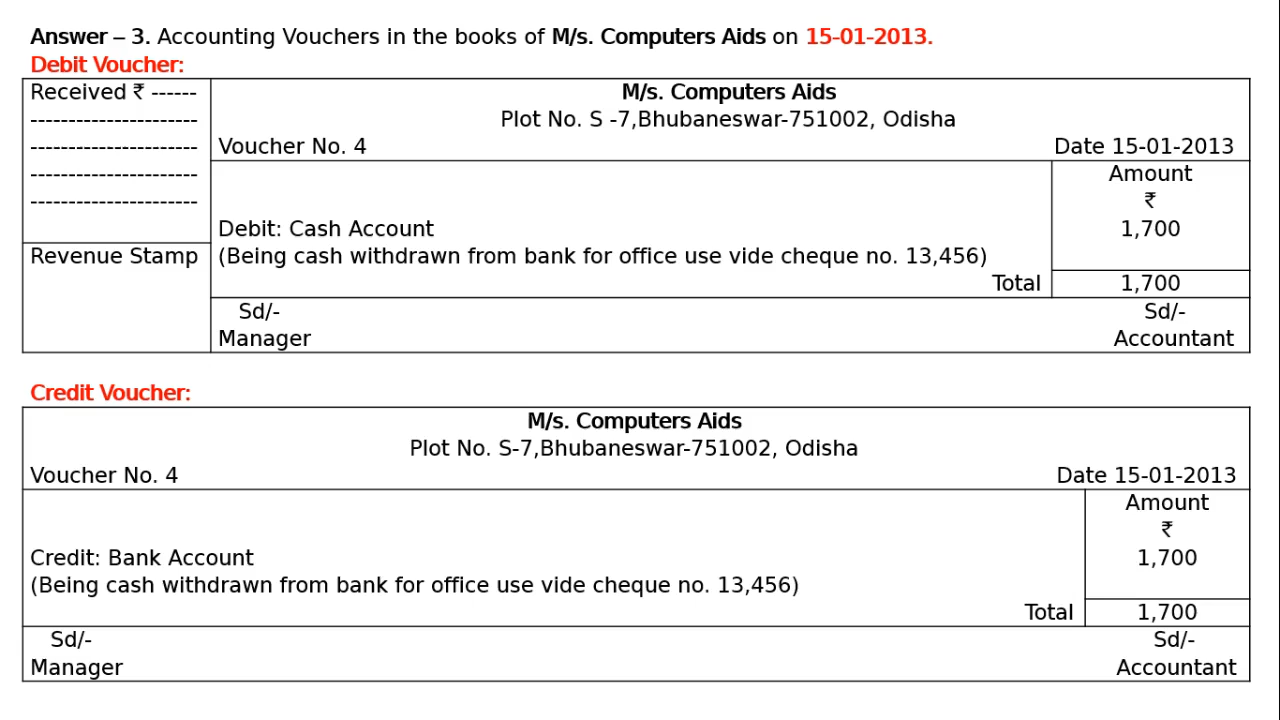 Answer – 3. Accounting Vouchers in the books of M/s. Computers Aids on 15-01-2013.
Debit Voucher:
Received ₹ ------
----------------------
----------------------
----------------------
----------------------
Revenue Stamp
M/s. Computers Aids
Plot No. S -7,Bhubaneswar-751002, Odisha
Voucher No. 4 Date 15-01-2013
Amount
₹
Debit: Cash Account 1,700
(Being cash withdrawn from bank for office use vide cheque no. 13,456)
Total 1,700
Sd/- Sd/-
Manager Accountant
Credit Voucher:
M/s. Computers Aids
Plot No. S-7,Bhubaneswar-751002, Odisha
Voucher No. 4 Date 15-01-2013
Amount
₹
Credit: Bank Account 1,700
(Being cash withdrawn from bank for office use vide cheque no. 13,456)
Total 1,700
Sd/- Sd/-
Manager Accountant